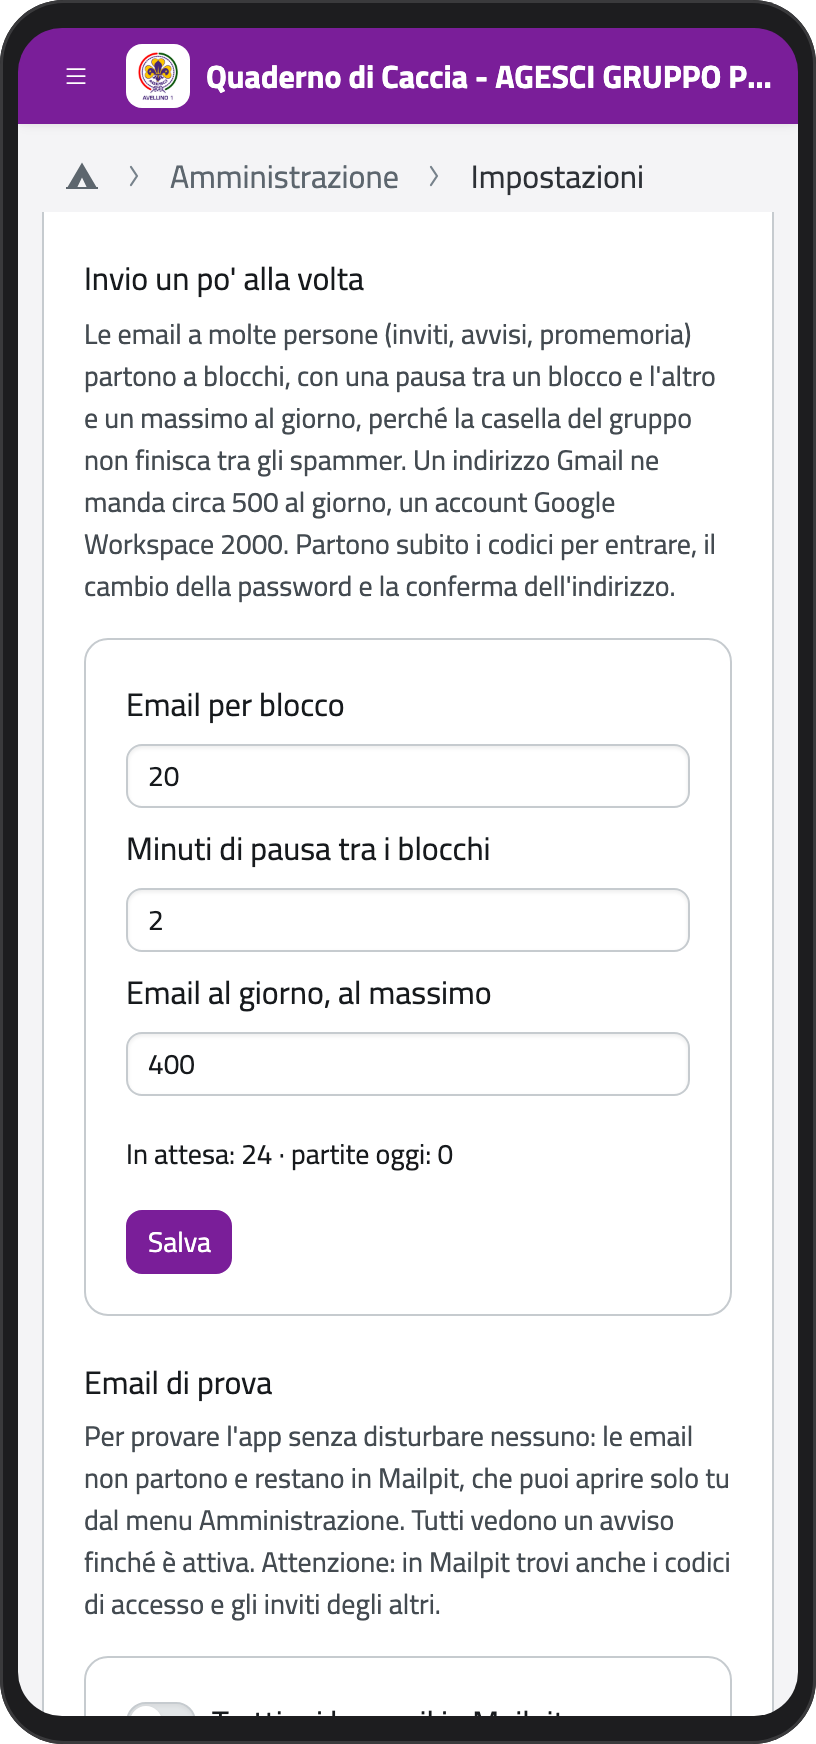 AVELLINO 1
Quaderno di Caccia - AGESCI GRUPPO P...
Amministrazione
Impostazioni
Invio un po' alla volta
Le email a molte persone (inviti, avvisi, promemoria)
partono a blocchi, con una pausa tra un blocco e l'altro
e un massimo al giorno, perché la casella del gruppo
non finisca tra gli spammer. Un indirizzo Gmail ne
manda circa 500 al giorno, un account Google
Workspace 2000. Partono subito i codici per entrare, il
cambio della password e la conferma dell'indirizzo.
Email per blocco
20
Minuti di pausa tra i blocchi
2
Email al giorno, al massimo
400
In attesa: 24 · partite oggi: 0
Salva
Email di prova
Per provare l'app senza disturbare nessuno: le email
non partono e restano in Mailpit, che puoi aprire solo tu
dal menu Amministrazione. Tutti vedono un avviso
finché è attiva. Attenzione: in Mailpit trovi anche i codici
di accesso e gli inviti degli altri.